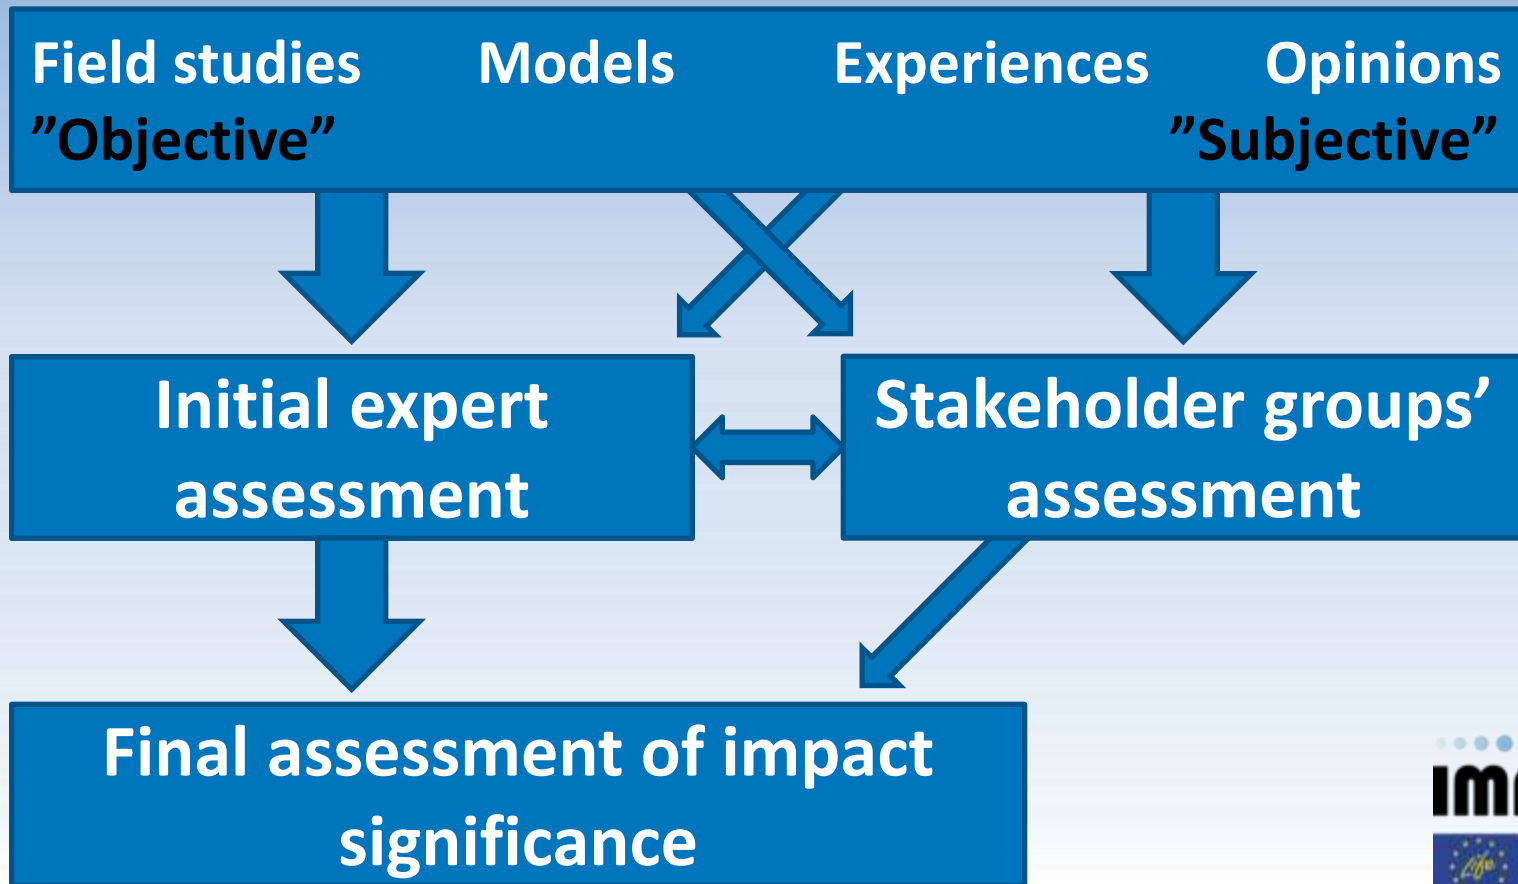 Field studies Models Experiences Opinions
”Objective” ”Subjective”
Initial expert
assessment
Stakeholder groups’
assessment
Final assessment of impact
significance